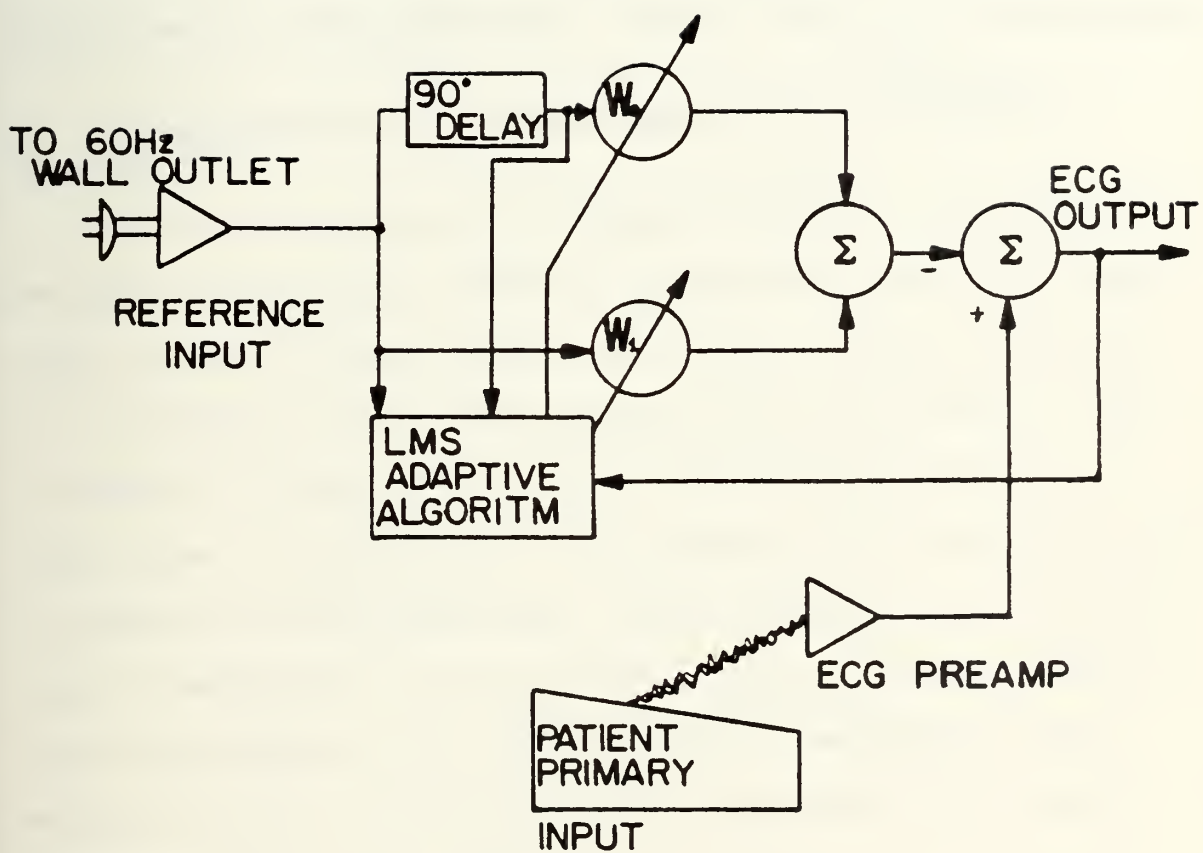 90°
DELAY
TO 60Hz
WALL OUTLET
REFERENCE
INPUT
W₁
Σ
-
Σ
+
ECG
OUTPUT
LMS
ADAPTIVE
ALGORITM
ECG PREAMP
PATIENT
PRIMARY
INPUT